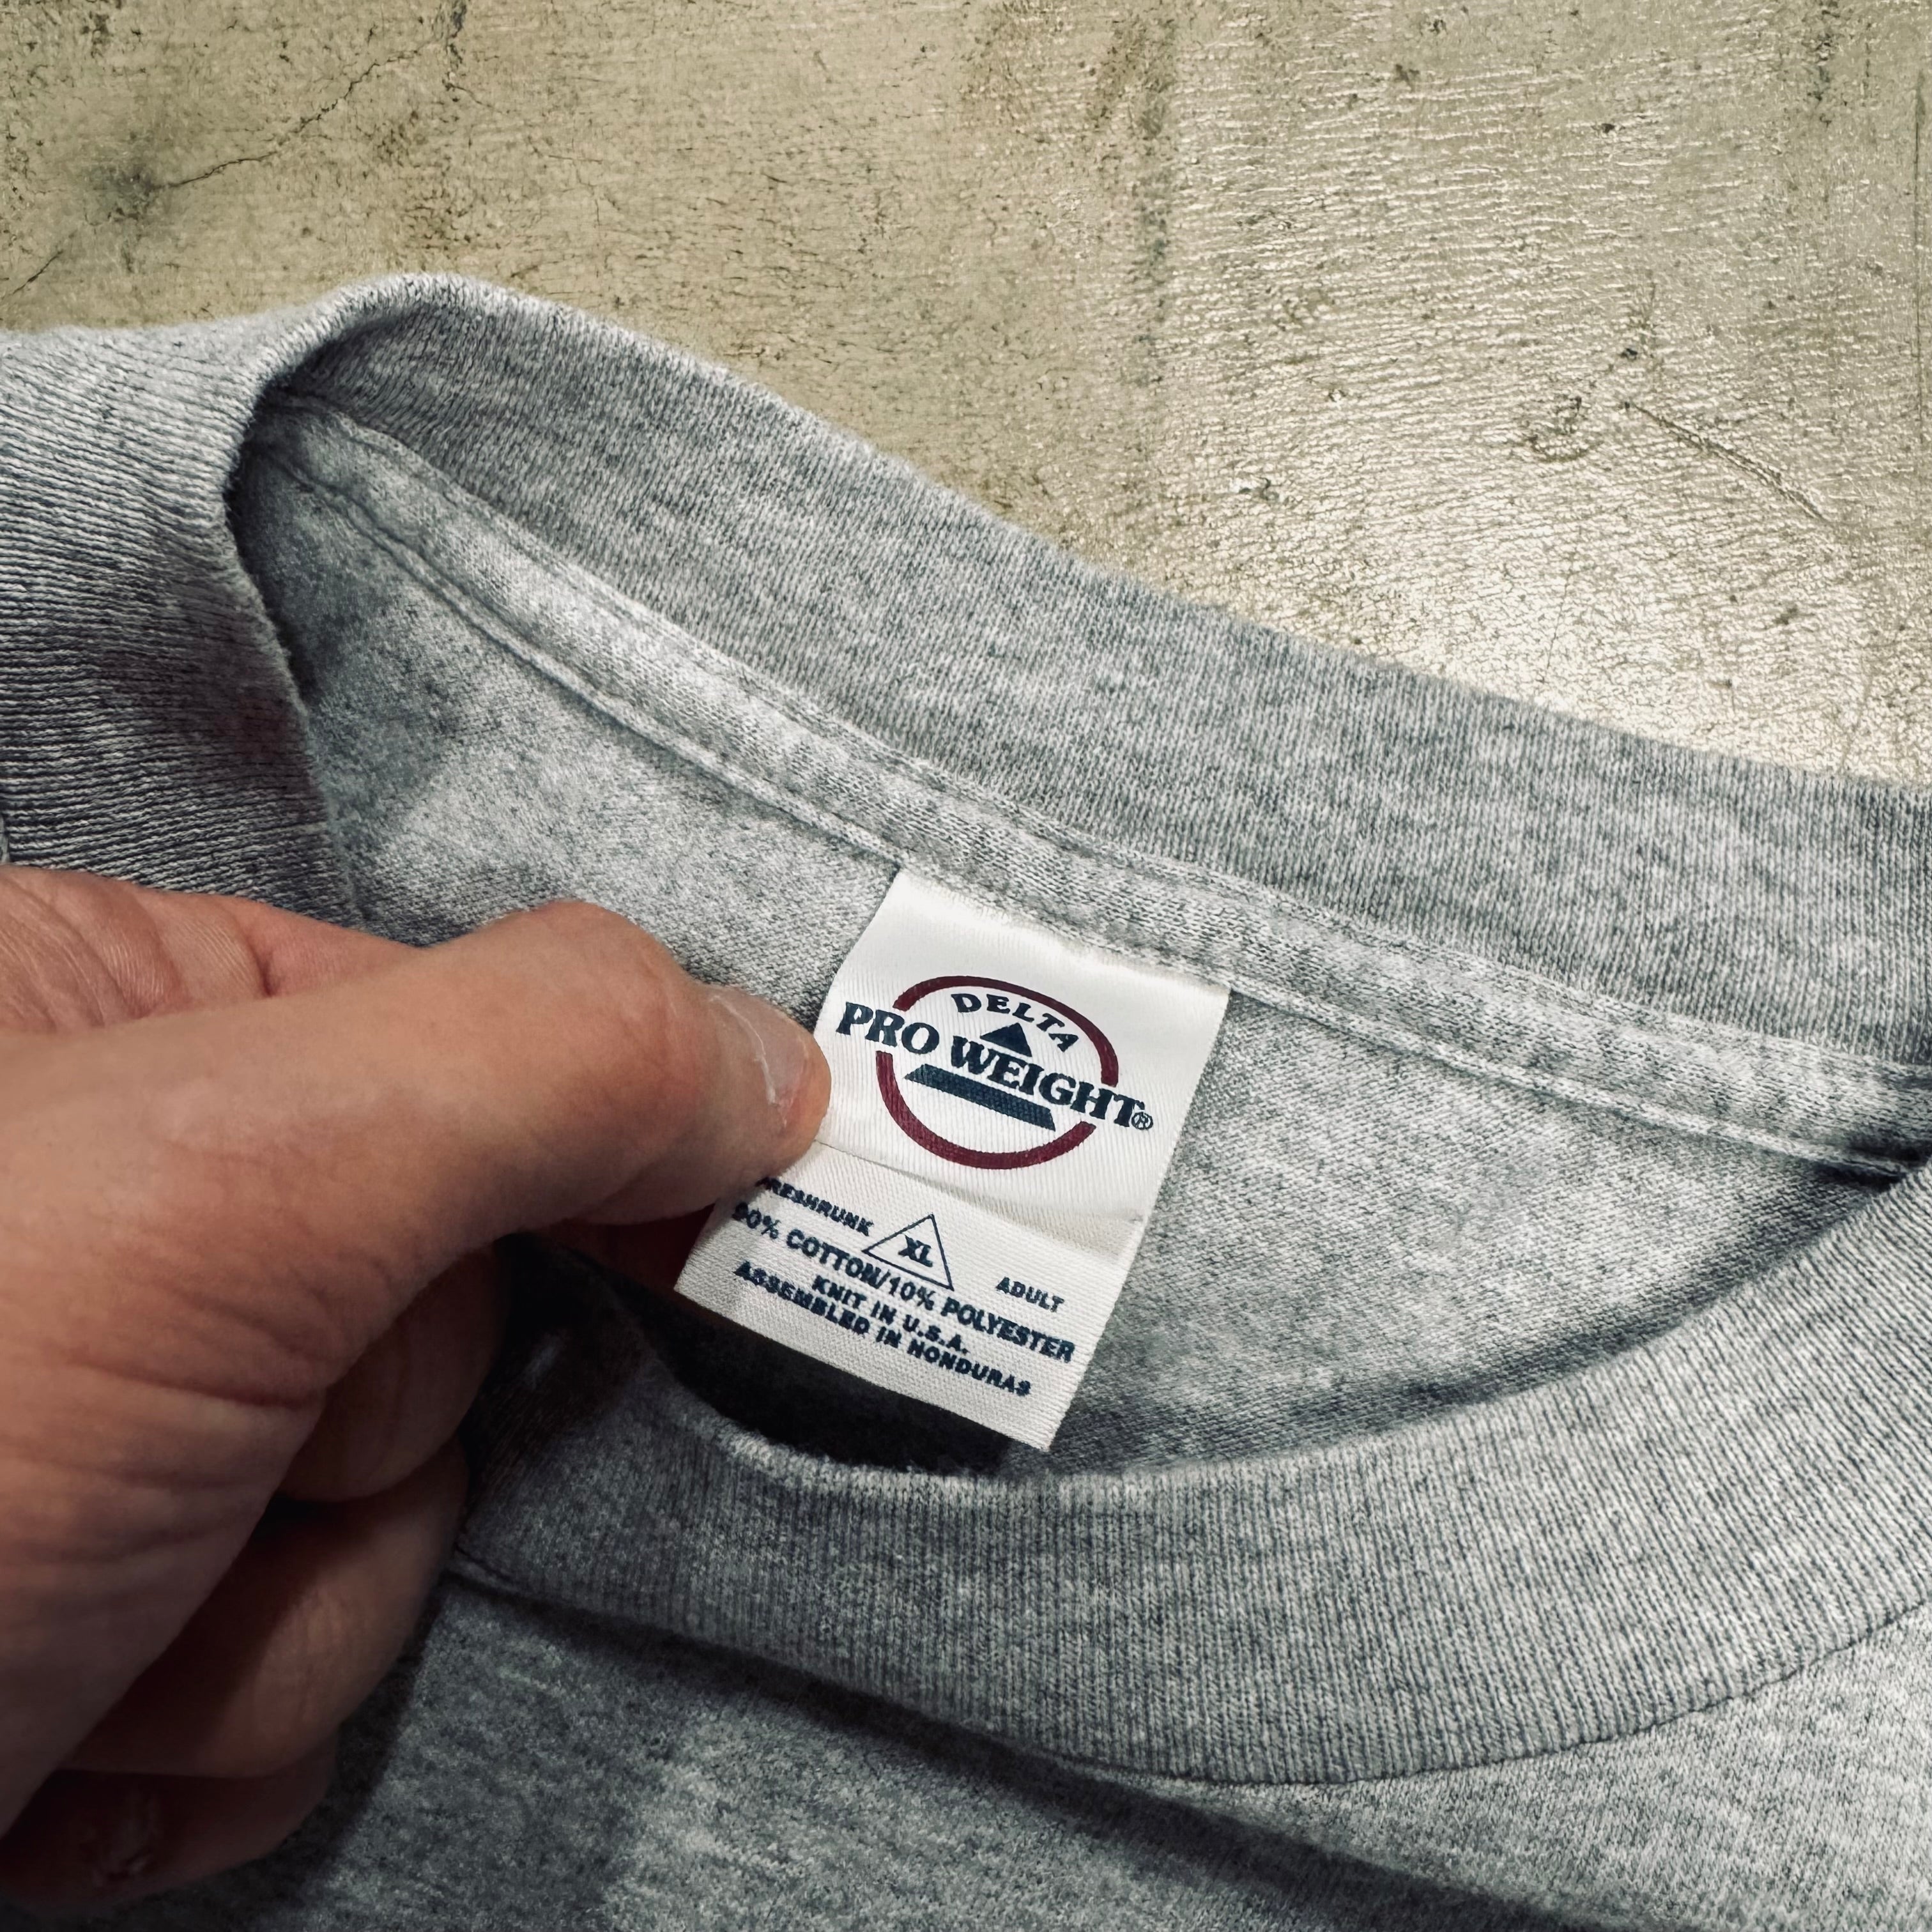 DELTA
PRO WEIGHT®
PRESHRUNK XL ADULT
90% COTTON/10% POLYESTER
KNIT IN U.S.A.
ASSEMBLED IN HONDURAS